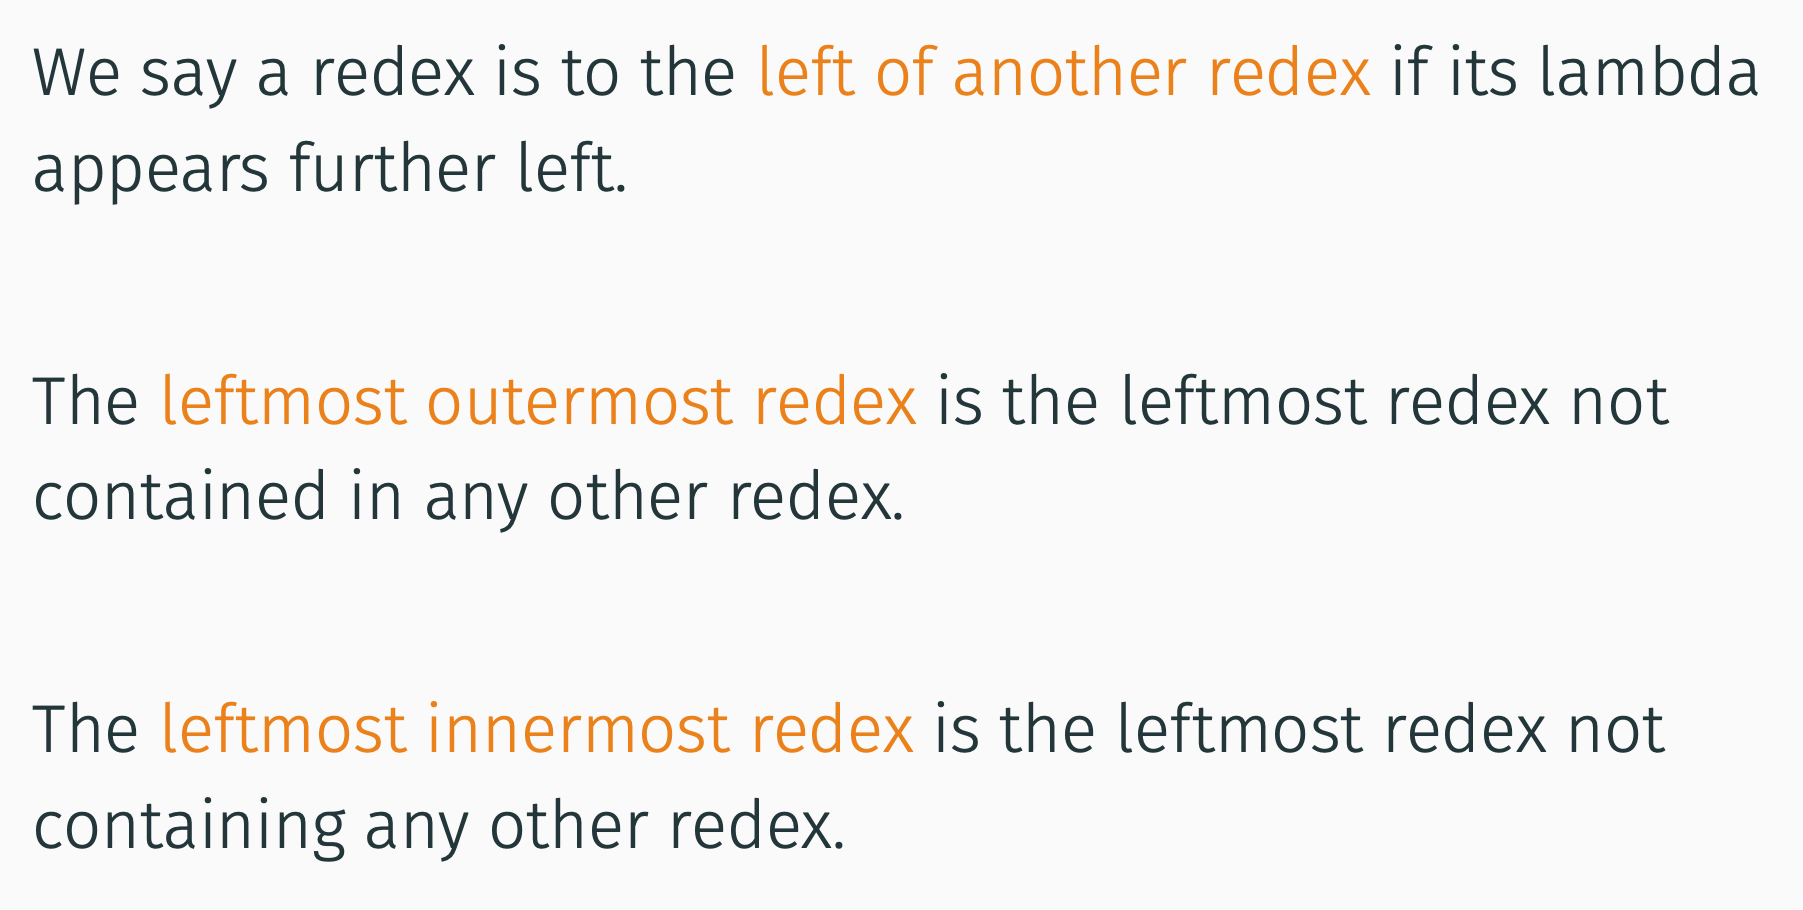 We say a redex is to the left of another redex if its lambda
appears further left.
The leftmost outermost redex is the leftmost redex not
contained in any other redex.
The leftmost innermost redex is the leftmost redex not
containing any other redex.